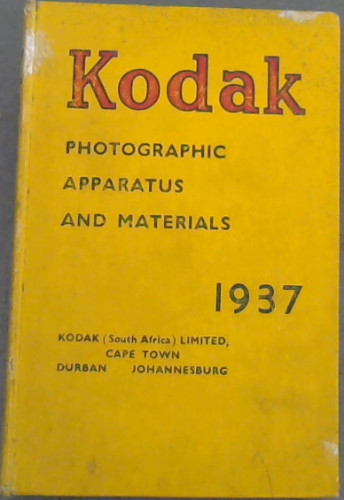 Kodak
PHOTOGRAPHIC
APPARATUS
AND MATERIALS
1937
KODAK (South Africa) LIMITED,
CAPE TOWN
DURBAN JOHANNESBURG